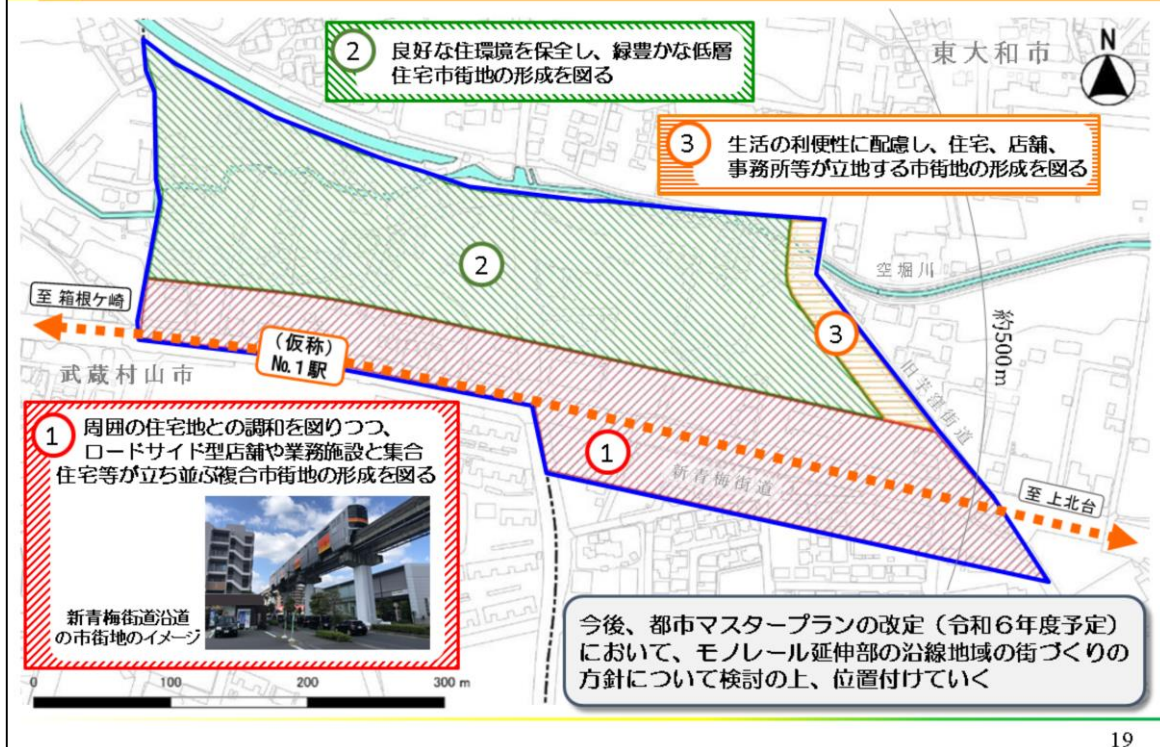 ② 良好な住環境を保全し、緑豊かな低層
住宅市街地の形成を図る
東大和市
N
③ 生活の利便性に配慮し、住宅、店舗、
事務所等が立地する市街地の形成を図る
②
空堀川
至 箱根ケ崎
(仮称)
No.1駅
③
約500m
旧芋窪街道
武蔵村山市
① 周囲の住宅地との調和を図りつつ、
ロードサイド型店舗や業務施設と集合
住宅等が立ち並ぶ複合市街地の形成を図る
①
新青梅街道
至 上北台
新青梅街道沿道
の市街地のイメージ
今後、都市マスタープランの改定（令和６年度予定）
において、モノレール延伸部の沿線地域の街づくりの
方針について検討の上、位置付けていく
0 100 200 300 m
19